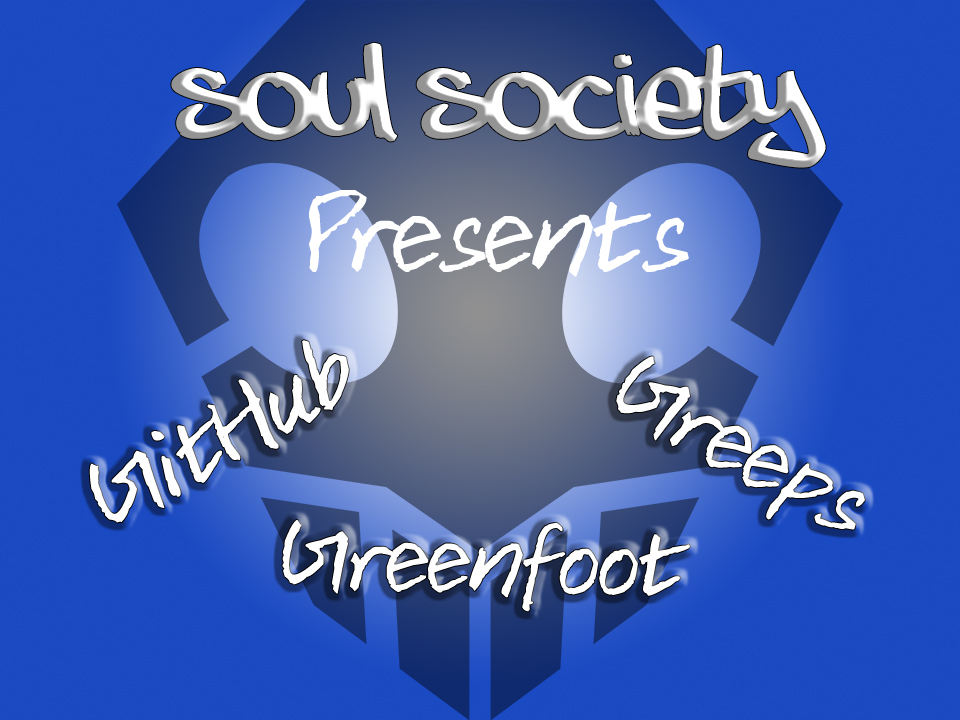 soul society
Presents
GitHub
Greeps
Greenfoot